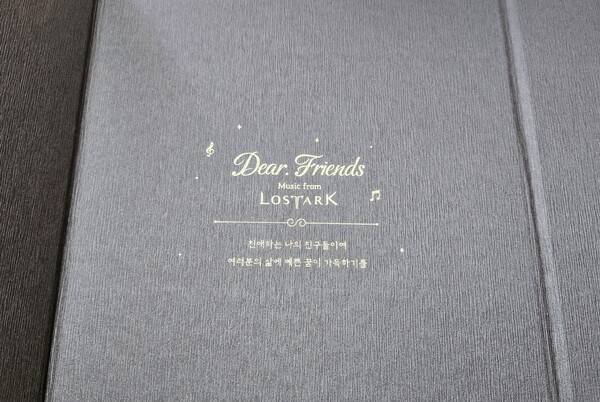 Dear. Friends
Music from
LOSTARK
친애하는 나의 친구들이여
여러분의 삶에 예쁜 꿈이 가득하기를